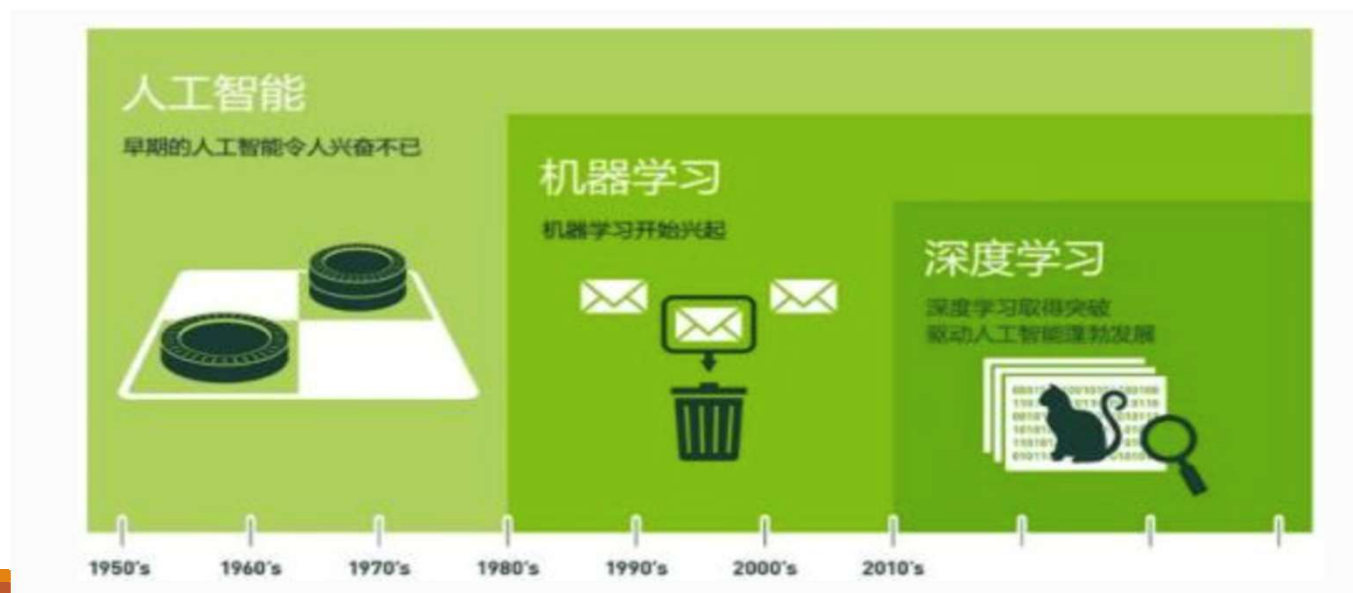 人工智能
早期的人工智能令人兴奋不已
机器学习
机器学习开始兴起
深度学习
深度学习取得突破
驱动人工智能蓬勃发展
1950's 1960's 1970's 1980's 1990's 2000's 2010's